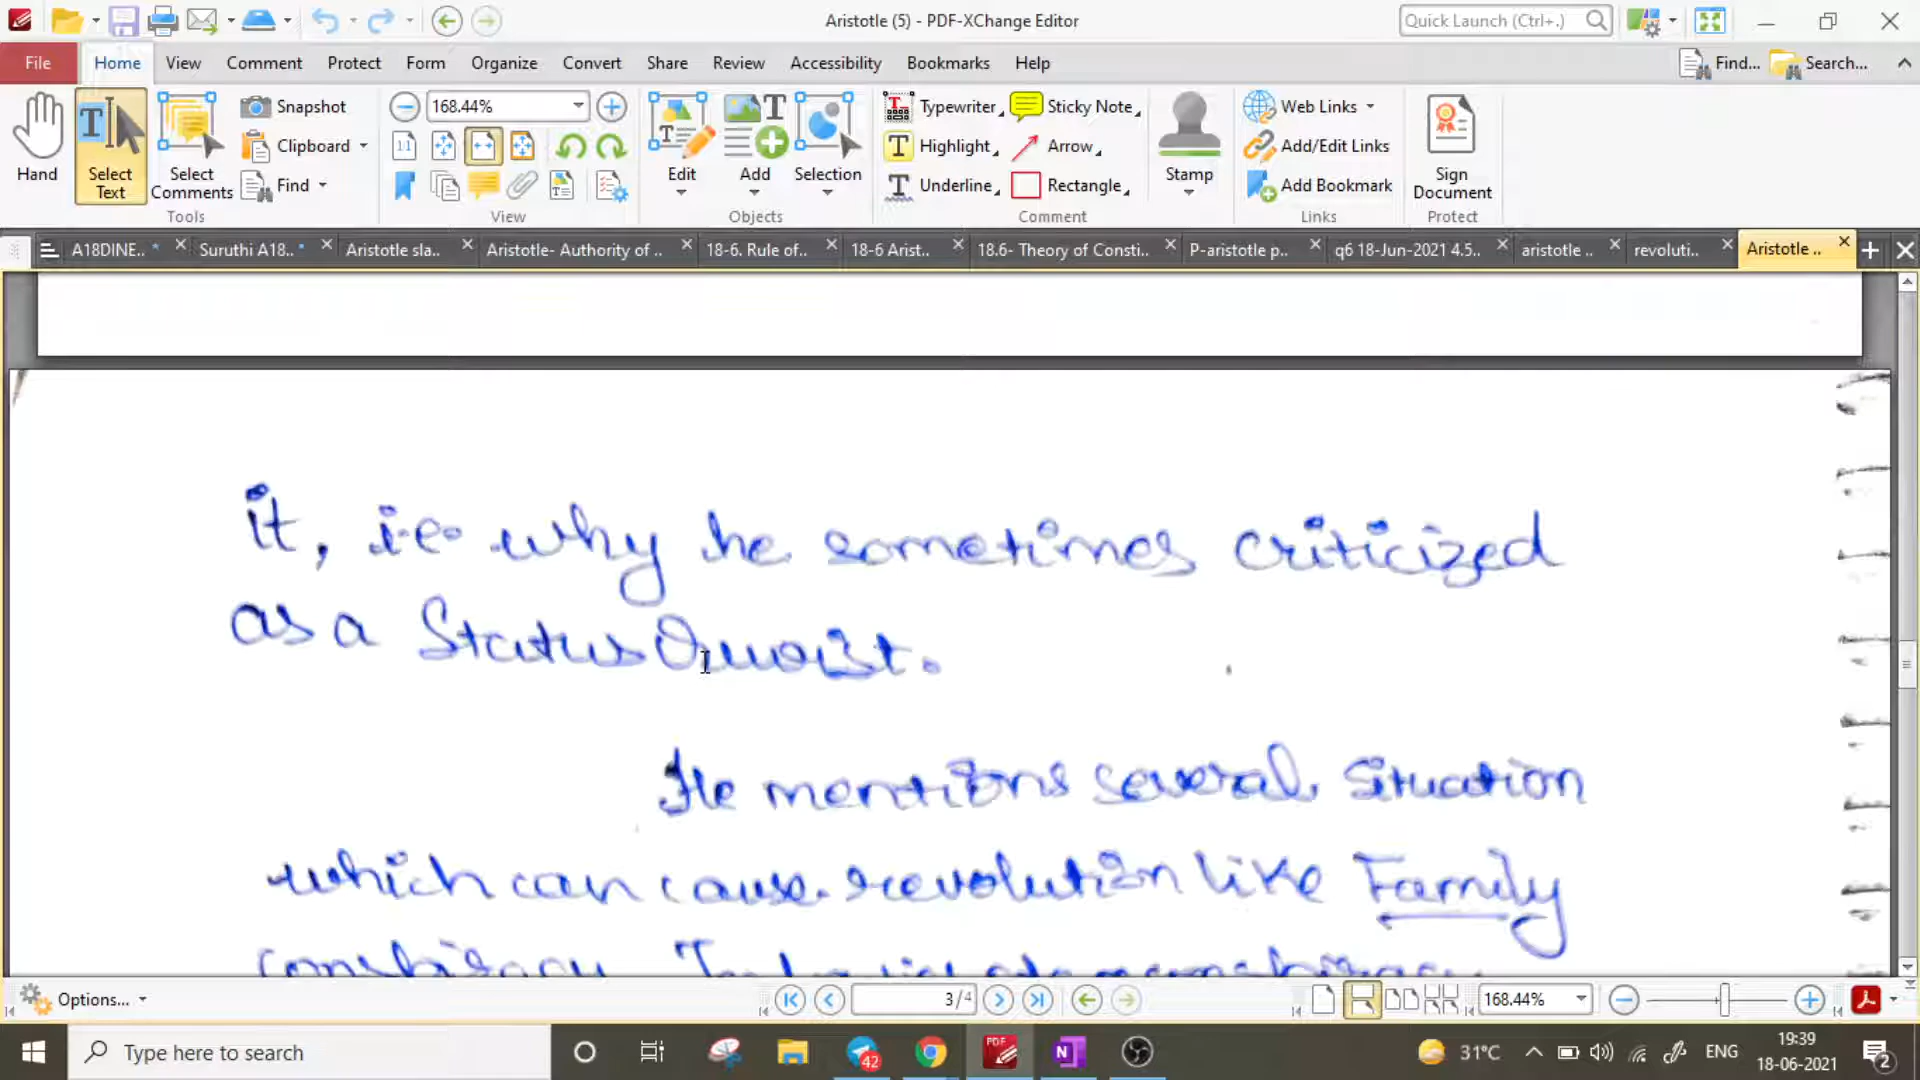 Aristotle (5) - PDF-XChange Editor
Quick Launch (Ctrl+.)
File Home View Comment Protect Form Organize Convert Share Review Accessibility Bookmarks Help Find... Search...
Hand
Select Text
Select Comments
Snapshot
Clipboard
Find
Tools
168.44%
View
Edit
Add
Selection
Objects
Typewriter
Highlight
Underline
Sticky Note
Arrow
Rectangle
Stamp
Comment
Web Links
Add/Edit Links
Add Bookmark
Links
Sign Document
Protect
A18DINE.. * Suruthi A18.. * Aristotle sla.. Aristotle- Authority of .. 18-6. Rule of.. 18-6 Arist.. 18.6- Theory of Consti.. P-aristotle p.. q6 18-Jun-2021 4.5.. aristotle .. revoluti.. Aristotle ..
it, i.e. why he sometimes criticized
as a Status Quoist.
He mentions several situation
which can cause revolution like Family
Options... 3/4 168.44%
Type here to search 42 31°C ENG 19:39
18-06-2021 2